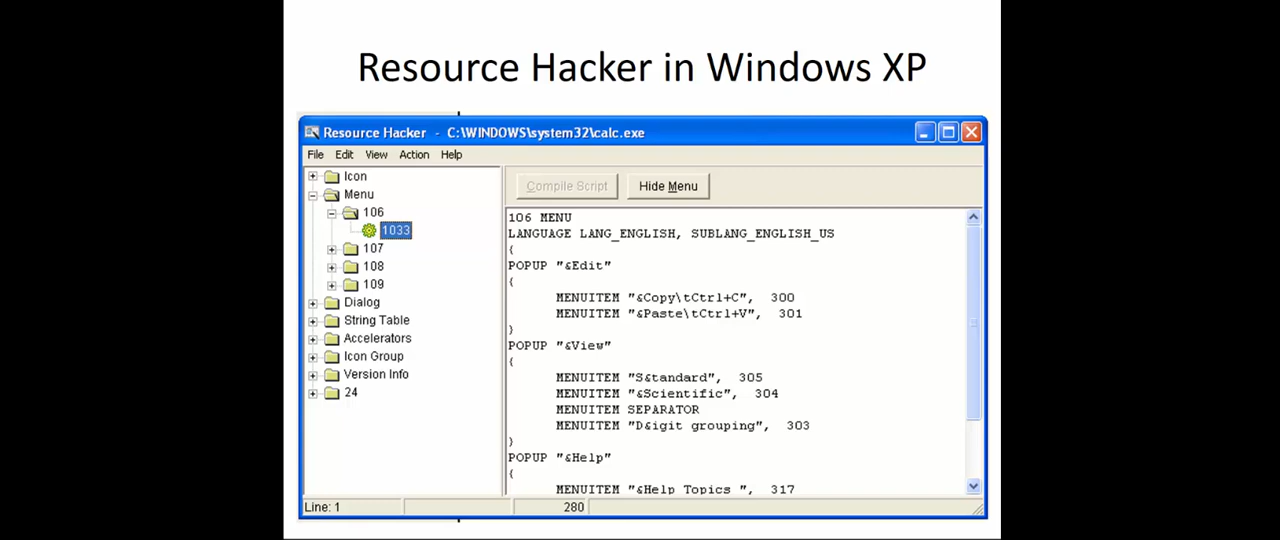 Resource Hacker in Windows XP
Resource Hacker - C:\WINDOWS\system32\calc.exe
File Edit View Action Help
Icon
Menu
106
1033
107
108
109
Dialog
String Table
Accelerators
Icon Group
Version Info
24
Compile Script Hide Menu
106 MENU
LANGUAGE LANG_ENGLISH, SUBLANG_ENGLISH_US
{
POPUP "&Edit"
{
MENUITEM "&Copy\tCtrl+C", 300
MENUITEM "&Paste\tCtrl+V", 301
}
POPUP "&View"
{
MENUITEM "S&tandard", 305
MENUITEM "&Scientific", 304
MENUITEM SEPARATOR
MENUITEM "D&igit grouping", 303
}
POPUP "&Help"
{
MENUITEM "&Help Topics ", 317
Line: 1 280